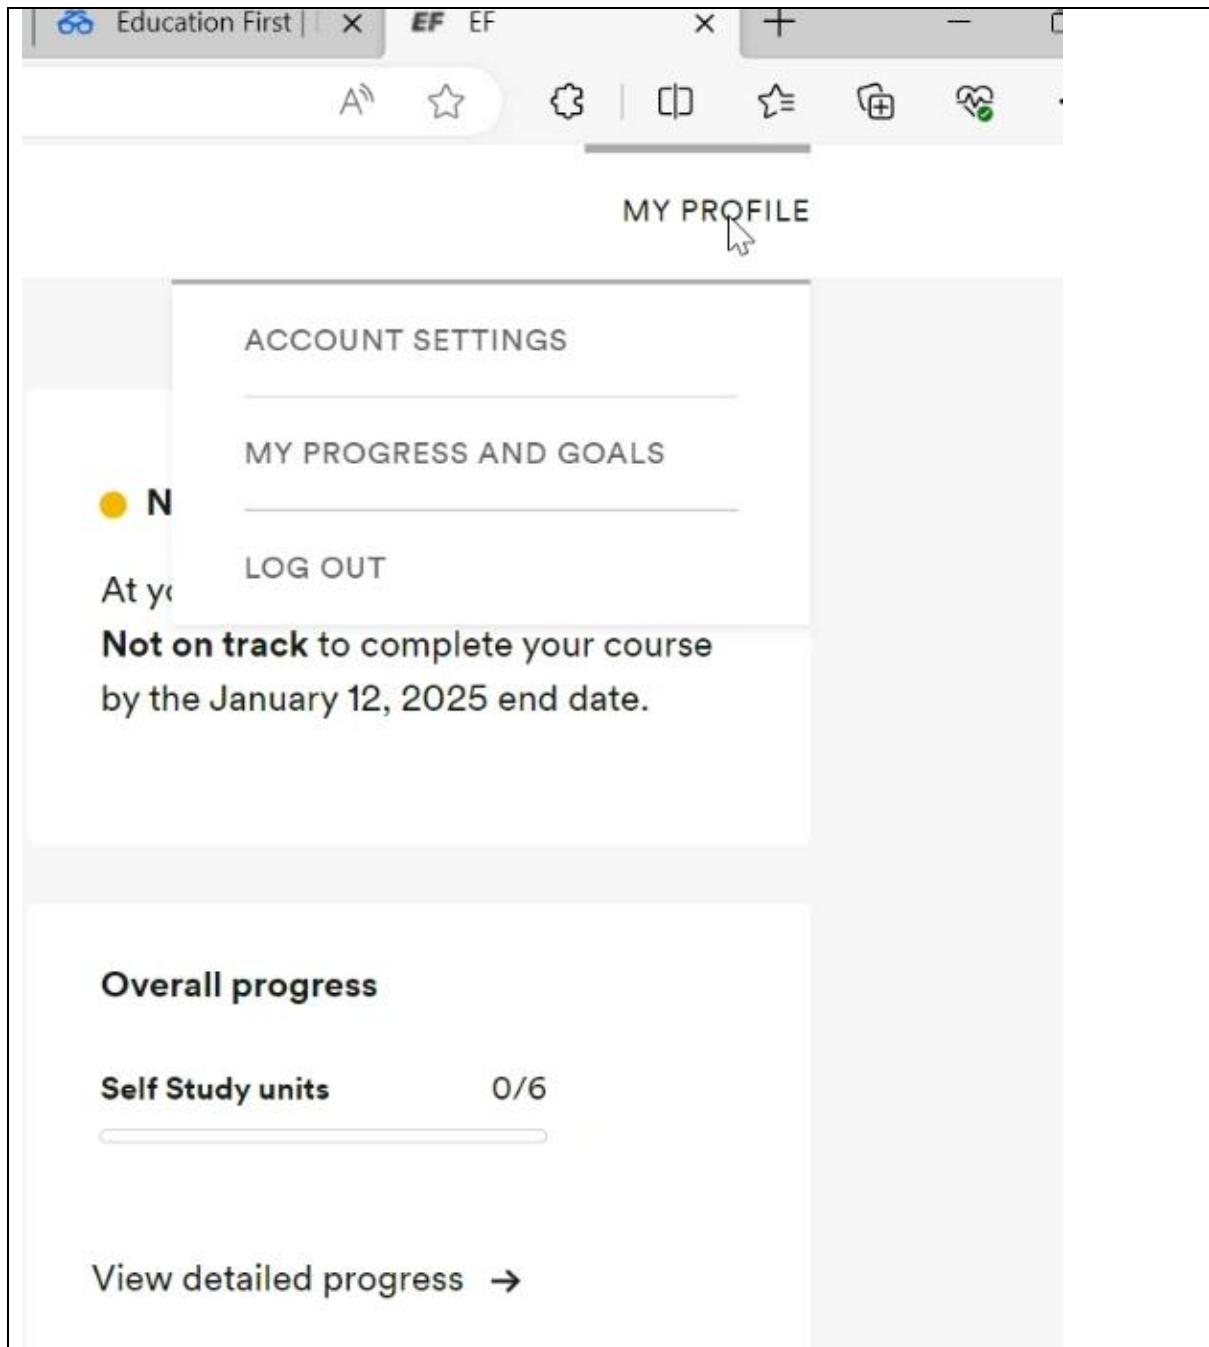 Education First |
EF EF
MY PROFILE
ACCOUNT SETTINGS
MY PROGRESS AND GOALS
N
LOG OUT
At yo
Not on track to complete your course
by the January 12, 2025 end date.
Overall progress
Self Study units 0/6
View detailed progress →